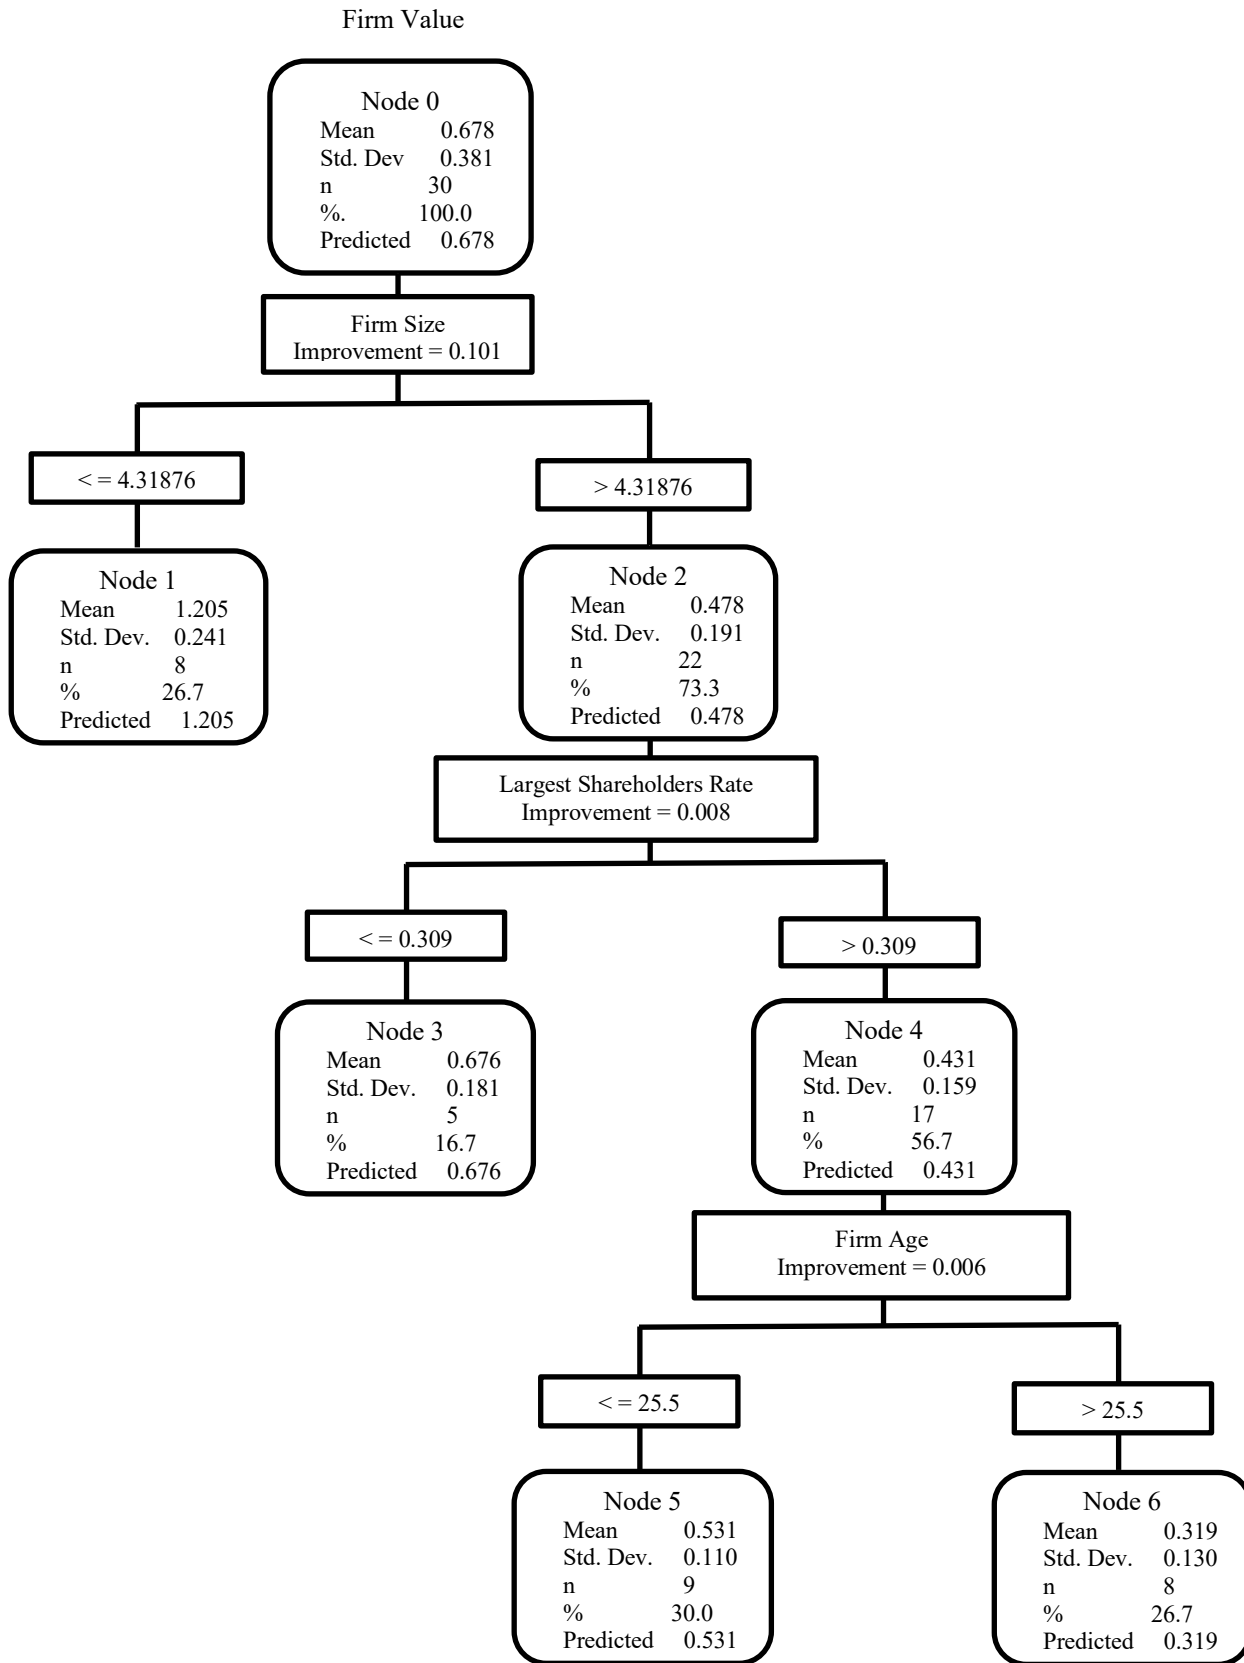 Firm Value
Node 0
Mean 0.678
Std. Dev 0.381
n 30
%. 100.0
Predicted 0.678
Firm Size
Improvement = 0.101
< = 4.31876
> 4.31876
Node 1
Mean 1.205
Std. Dev. 0.241
n 8
% 26.7
Predicted 1.205
Node 2
Mean 0.478
Std. Dev. 0.191
n 22
% 73.3
Predicted 0.478
Largest Shareholders Rate
Improvement = 0.008
< = 0.309
> 0.309
Node 3
Mean 0.676
Std. Dev. 0.181
n 5
% 16.7
Predicted 0.676
Node 4
Mean 0.431
Std. Dev. 0.159
n 17
% 56.7
Predicted 0.431
Firm Age
Improvement = 0.006
< = 25.5
> 25.5
Node 5
Mean 0.531
Std. Dev. 0.110
n 9
% 30.0
Predicted 0.531
Node 6
Mean 0.319
Std. Dev. 0.130
n 8
% 26.7
Predicted 0.319